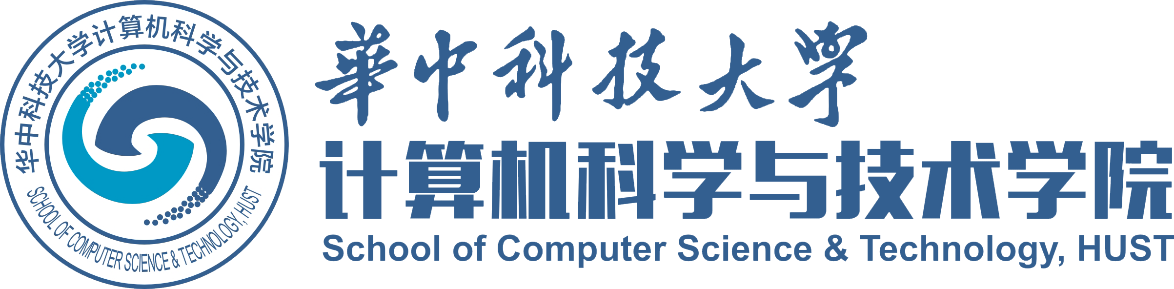 华中科技大学计算机科学与技术学院
SCHOOL OF COMPUTER SCIENCE & TECHNOLOGY, HUST
華中科技大学
计算机科学与技术学院
School of Computer Science & Technology, HUST